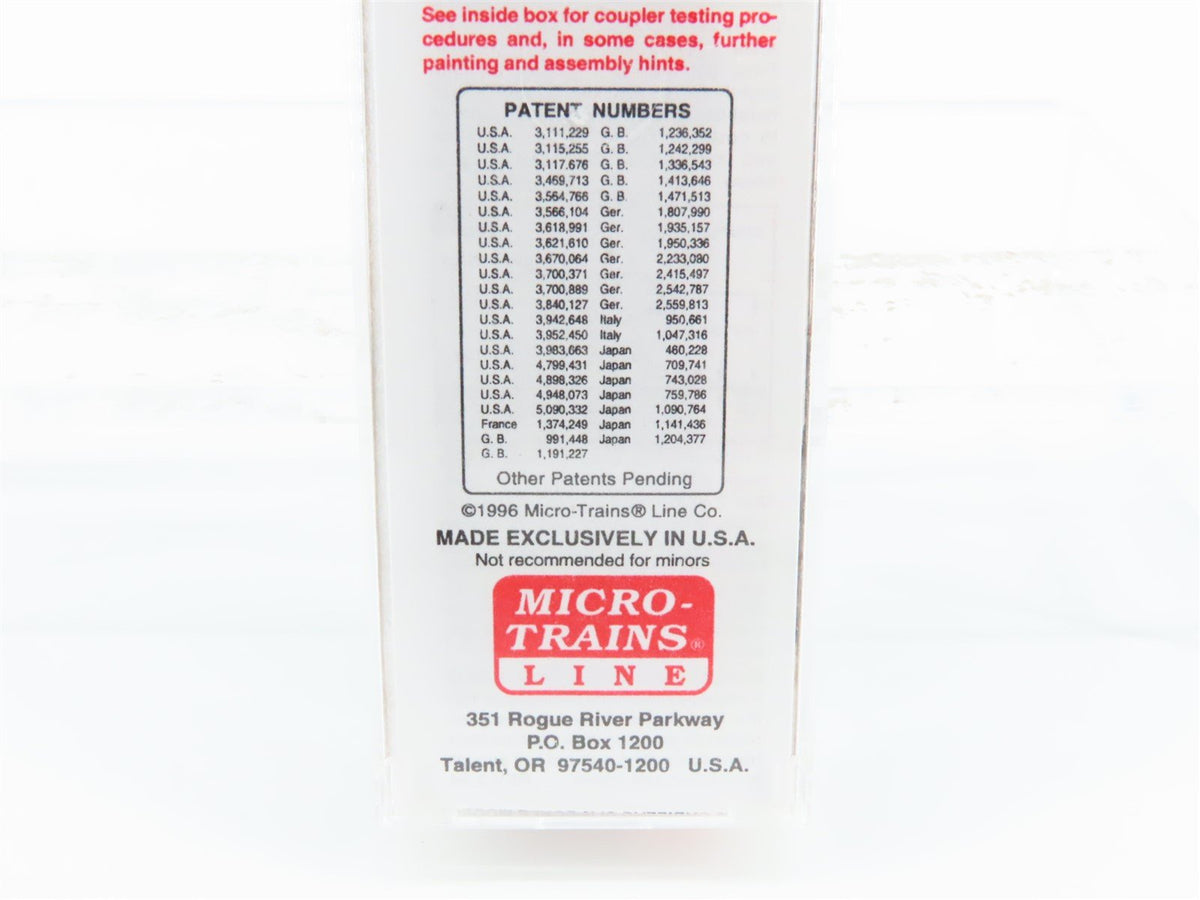 See inside box for coupler testing pro-
cedures and, in some cases, further
painting and assembly hints.
PATENT NUMBERS
U.S.A. 3,111,229 G. B. 1,236,352
U.S.A. 3,115,255 G. B. 1,242,299
U.S.A. 3,117.676 G. B. 1,336,543
U.S.A. 3,469,713 G. B. 1,413,646
U.S.A. 3,564,766 G. B. 1,471,513
U.S.A. 3,566,104 Ger. 1,807,990
U.S.A. 3,618,991 Ger. 1,935,157
U.S.A. 3,621,610 Ger. 1,950,336
U.S.A. 3,670,064 Ger. 2,233,080
U.S.A. 3,700,371 Ger. 2,415,497
U.S.A. 3,700,889 Ger. 2,542,787
U.S.A. 3,840,127 Ger. 2,559,813
U.S.A. 3,942,648 Italy 950,661
U.S.A. 3,952,450 Italy 1,047,316
U.S.A. 3,983,663 Japan 460,228
U.S.A. 4,799,431 Japan 709,741
U.S.A. 4,898,326 Japan 743,028
U.S.A. 4,948,073 Japan 759,786
U.S.A. 5,090,332 Japan 1,090,764
France 1,374,249 Japan 1,141,436
G. B. 991,448 Japan 1,204,377
G. B. 1,191,227
Other Patents Pending
©1996 Micro-Trains® Line Co.
MADE EXCLUSIVELY IN U.S.A.
Not recommended for minors
MICRO-
TRAINS®
LINE
351 Rogue River Parkway
P.O. Box 1200
Talent, OR 97540-1200 U.S.A.